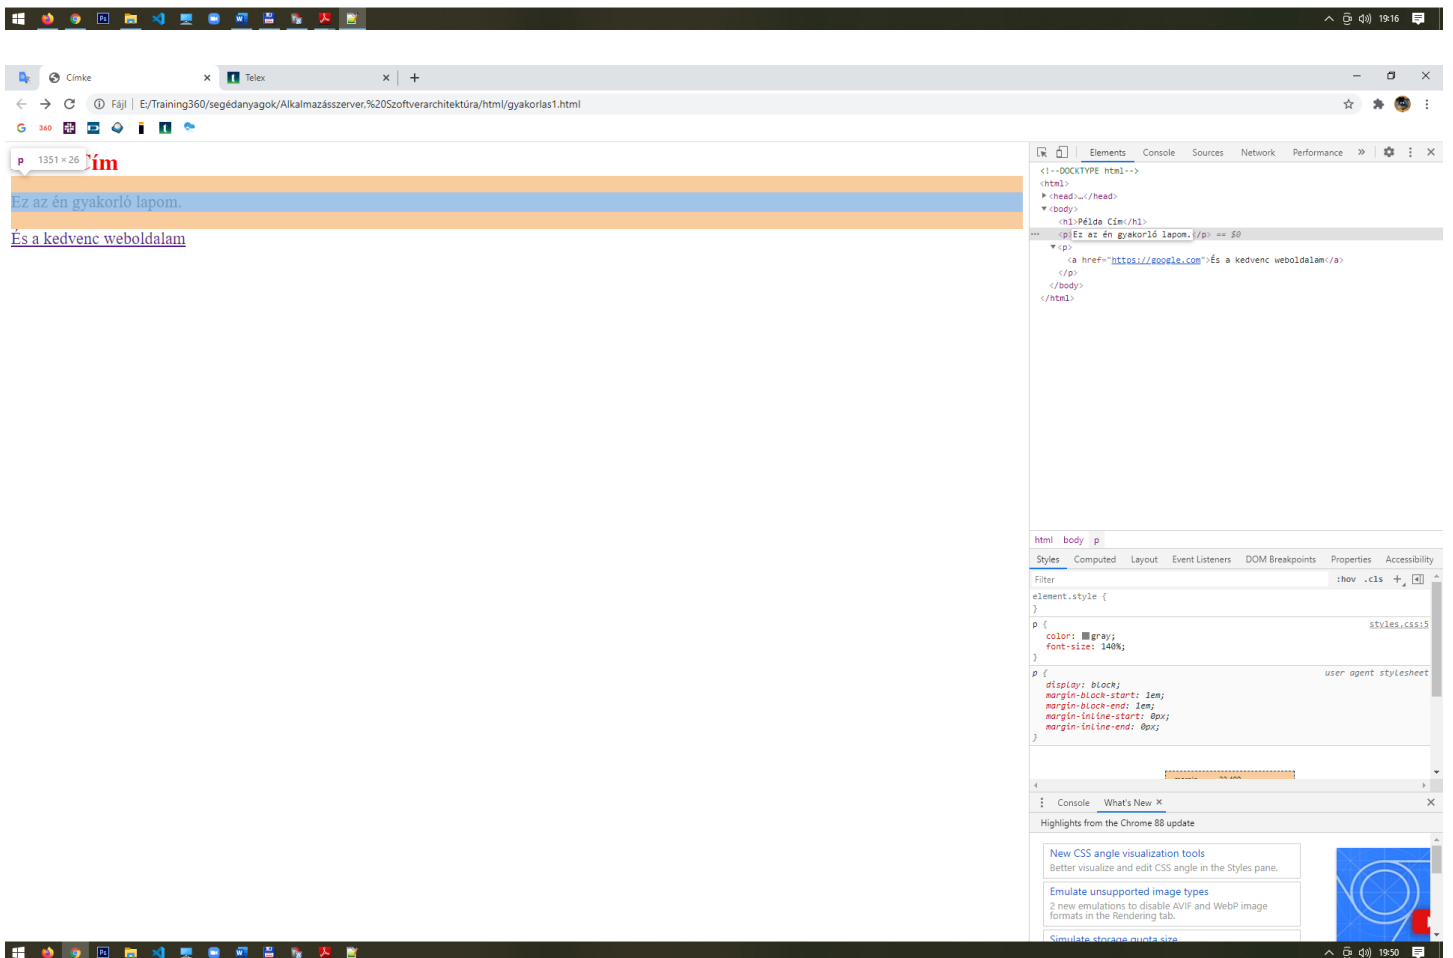 19:16
Címke
Telex
Fájl
E:/Training360/segédanyagok/Alkalmazásszerver,%20Szoftverarchitektúra/html/gyakorlas1.html
360
p 1351 × 26
Cím
Ez az én gyakorló lapom.
És a kedvenc weboldalam
Elements Console Sources Network Performance
<!--DOCKTYPE html-->
<html>
<head>…</head>
<body>
<h1>Példa Cím</h1>
<p>Ez az én gyakorló lapom.</p> == $0
<p>
<a href="https://google.com">És a kedvenc weboldalam</a>
</p>
</body>
</html>
html body p
Styles Computed Layout Event Listeners DOM Breakpoints Properties Accessibility
Filter :hov .cls +
element.style {
}
p { styles.css:5
color: gray;
font-size: 140%;
}
p { user agent stylesheet
display: block;
margin-block-start: 1em;
margin-block-end: 1em;
margin-inline-start: 0px;
margin-inline-end: 0px;
}
Console What's New ×
Highlights from the Chrome 88 update
New CSS angle visualization tools
Better visualize and edit CSS angle in the Styles pane.
Emulate unsupported image types
2 new emulations to disable AVIF and WebP image
formats in the Rendering tab.
Simulate storage quota size
19:50